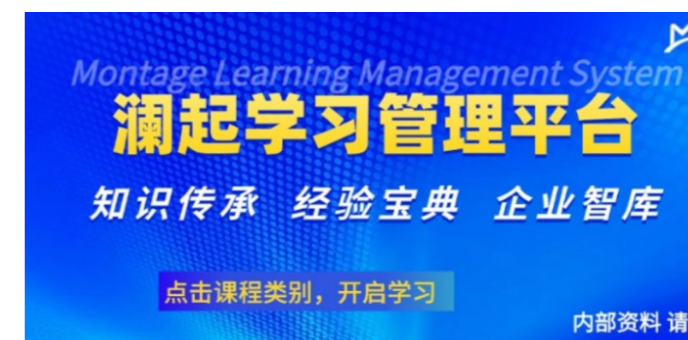 Montage Learning Management System
澜起学习管理平台
知识传承 经验宝典 企业智库
点击课程类别，开启学习
内部资料 请